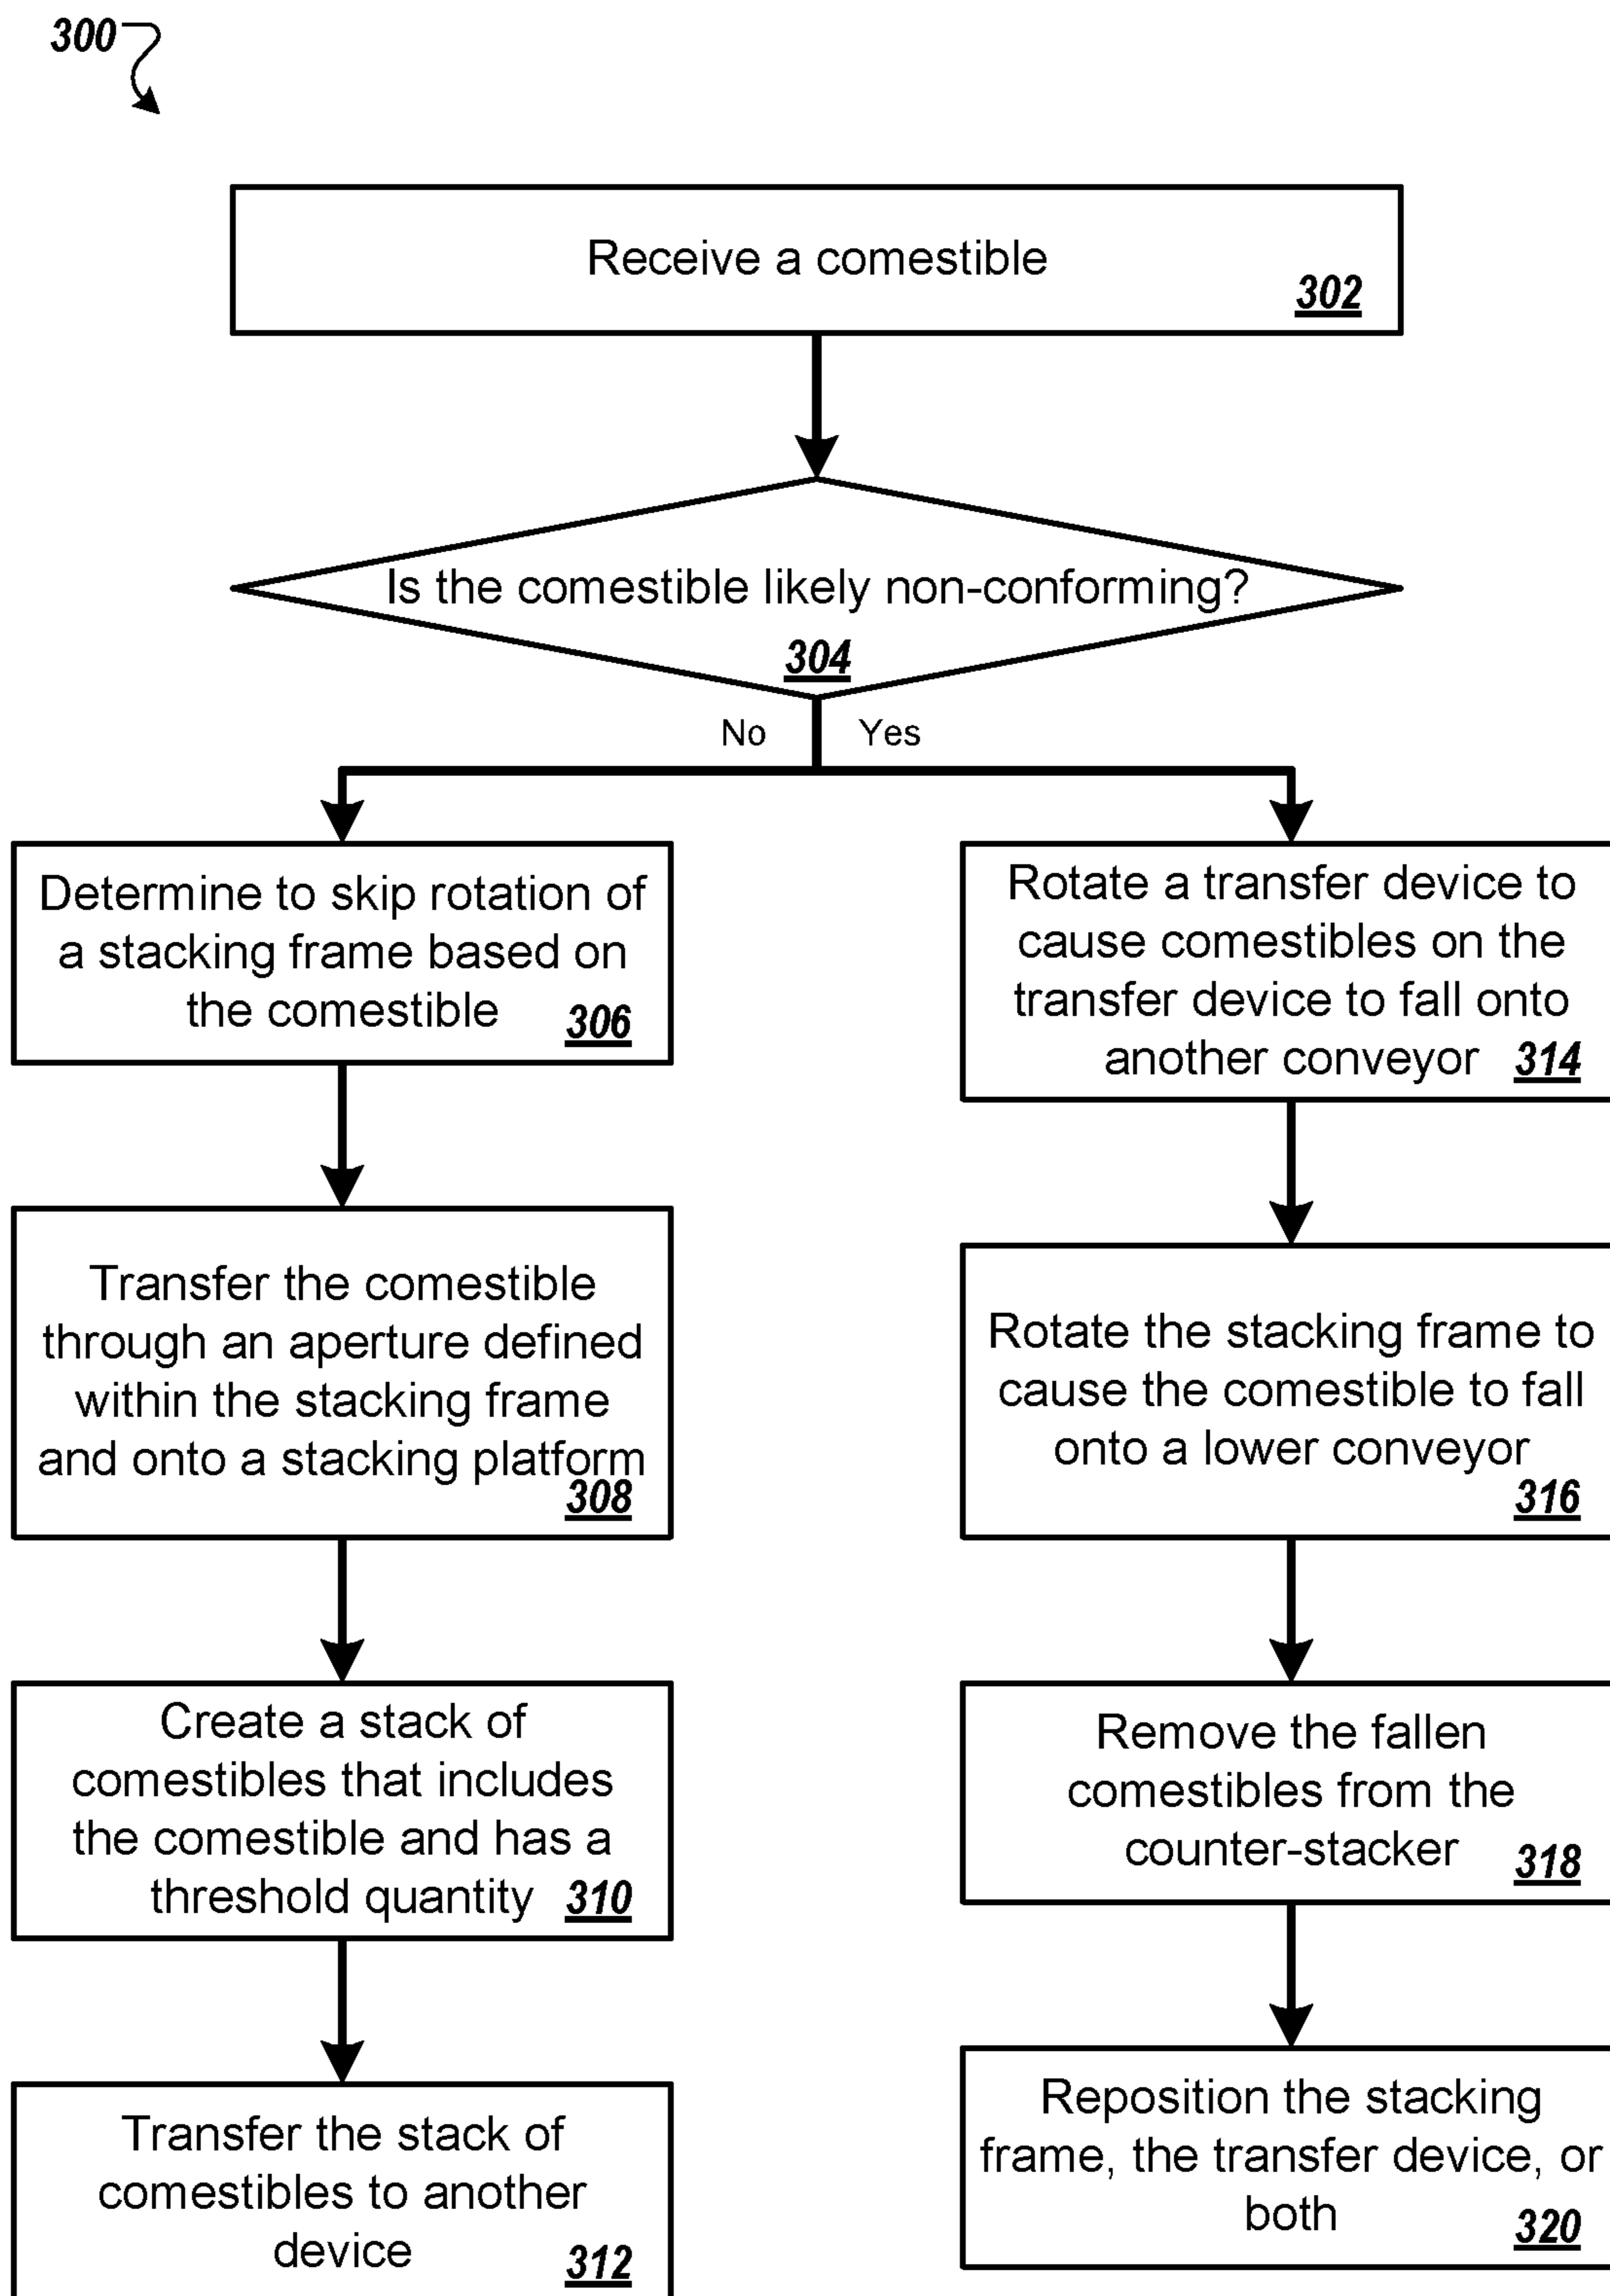 300
Receive a comestible
302
Is the comestible likely non-conforming?
304
No
Yes
Determine to skip rotation of
a stacking frame based on
the comestible 306
Transfer the comestible
through an aperture defined
within the stacking frame
and onto a stacking platform
308
Create a stack of
comestibles that includes
the comestible and has a
threshold quantity 310
Transfer the stack of
comestibles to another
device 312
Rotate a transfer device to
cause comestibles on the
transfer device to fall onto
another conveyor 314
Rotate the stacking frame to
cause the comestible to fall
onto a lower conveyor
316
Remove the fallen
comestibles from the
counter-stacker 318
Reposition the stacking
frame, the transfer device, or
both 320